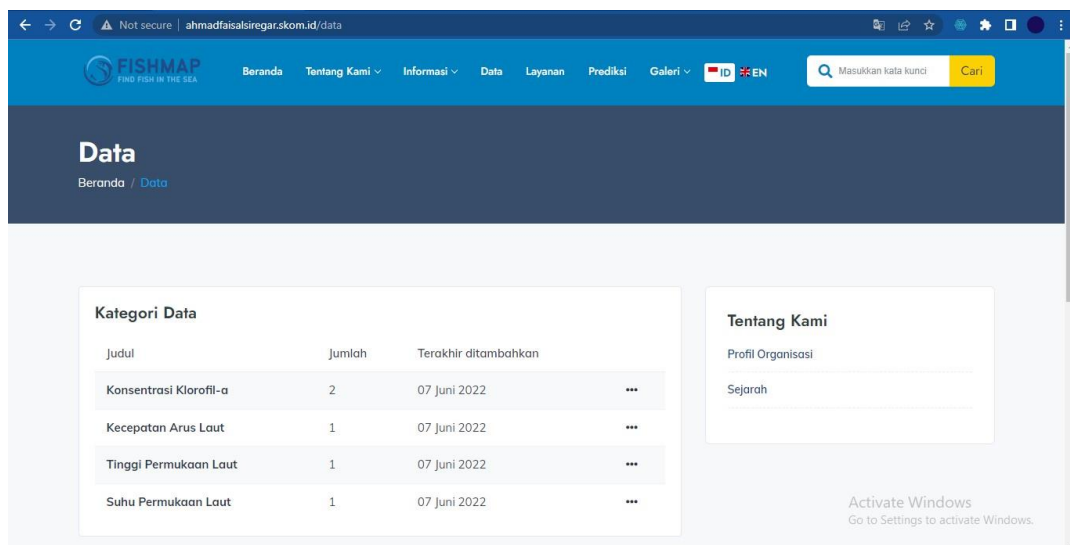 Not secure | ahmadfaisalsiregar.skom.id/data
FISHMAP
FIND FISH IN THE SEA
Beranda Tentang Kami Informasi Data Layanan Prediksi Galeri ID EN Masukkan kata kunci Cari
Data
Beranda / Data
Kategori Data
Judul Jumlah Terakhir ditambahkan
Konsentrasi Klorofil-a 2 07 Juni 2022
Kecepatan Arus Laut 1 07 Juni 2022
Tinggi Permukaan Laut 1 07 Juni 2022
Suhu Permukaan Laut 1 07 Juni 2022
Tentang Kami
Profil Organisasi
Sejarah
Activate Windows
Go to Settings to activate Windows.